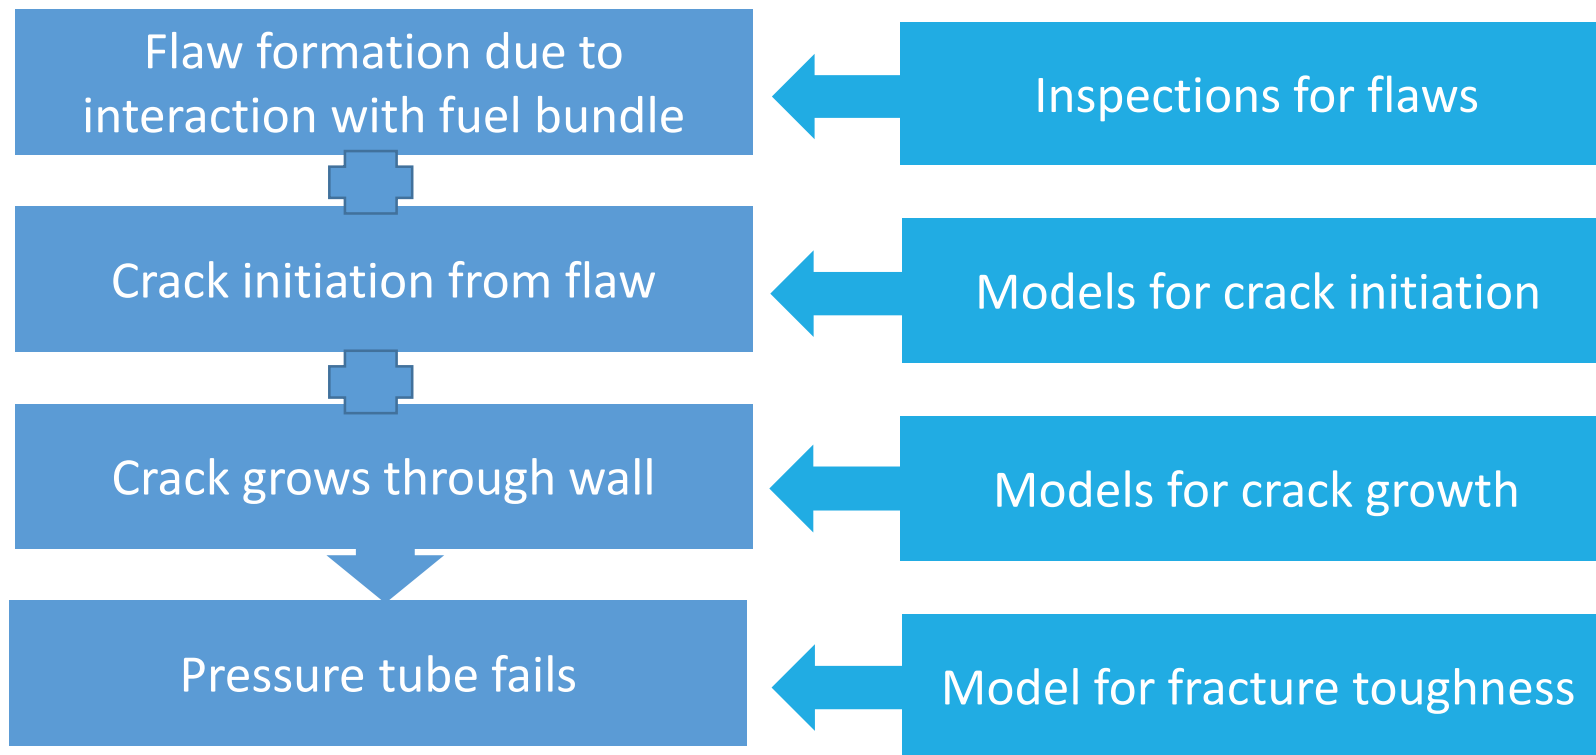 Flaw formation due to
interaction with fuel bundle
Inspections for flaws
Crack initiation from flaw
Models for crack initiation
Crack grows through wall
Models for crack growth
Pressure tube fails
Model for fracture toughness